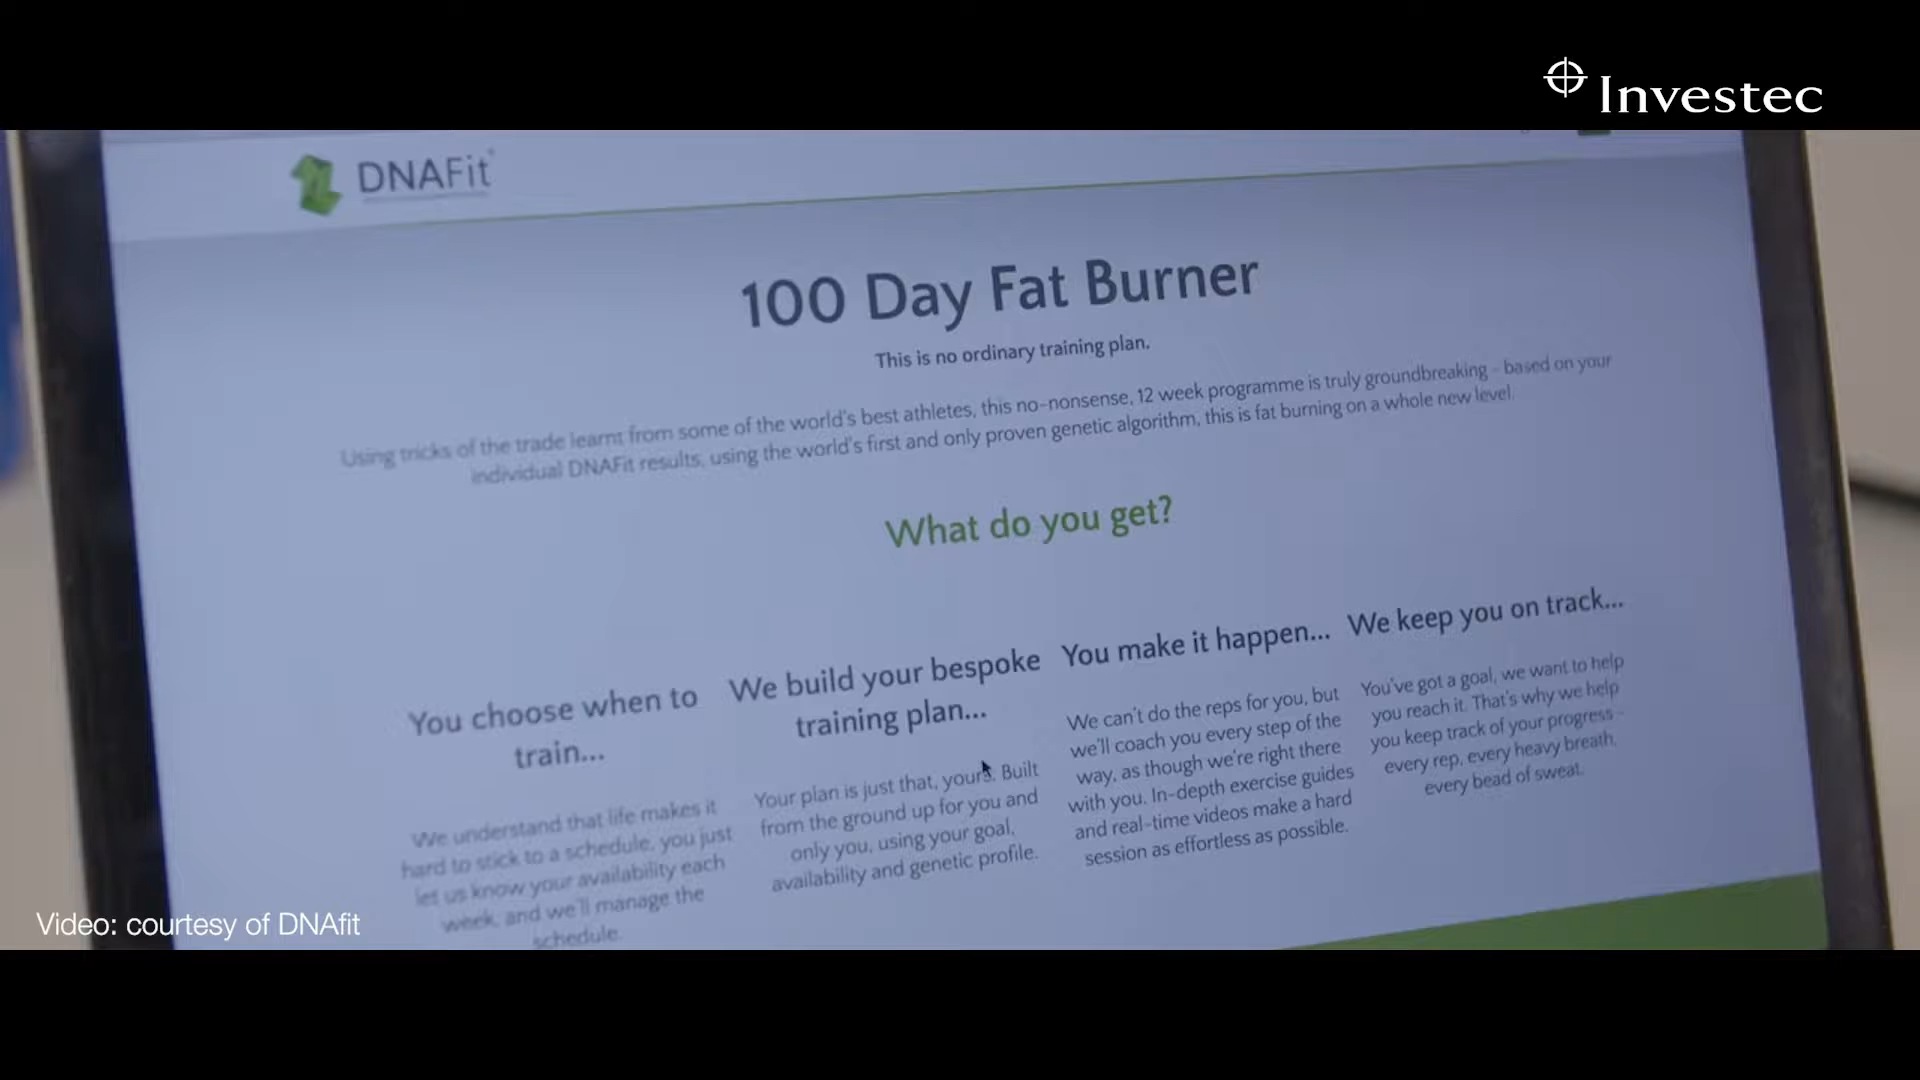 Investec
DNAFit
100 Day Fat Burner
This is no ordinary training plan.
Using tricks of the trade learnt from some of the world's best athletes, this no-nonsense, 12 week programme is truly groundbreaking - based on your
individual DNAFit results, using the world's first and only proven genetic algorithm, this is fat burning on a whole new level.
What do you get?
You choose when to
train...
We understand that life makes it
hard to stick to a schedule, you just
let us know your availability each
week, and we'll manage the
schedule.
We build your bespoke
training plan...
Your plan is just that, yours. Built
from the ground up for you and
only you, using your goal,
availability and genetic profile.
You make it happen...
We can't do the reps for you, but
we'll coach you every step of the
way, as though we're right there
with you. In-depth exercise guides
and real-time videos make a hard
session as effortless as possible.
We keep you on track...
You've got a goal, we want to help
you reach it. That's why we help
you keep track of your progress -
every rep, every heavy breath,
every bead of sweat.
Video: courtesy of DNAfit